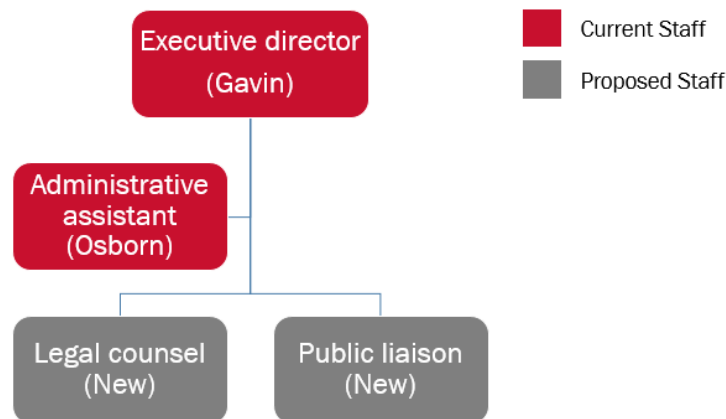 Executive director
(Gavin)
Current Staff
Proposed Staff
Administrative
assistant
(Osborn)
Legal counsel
(New)
Public liaison
(New)